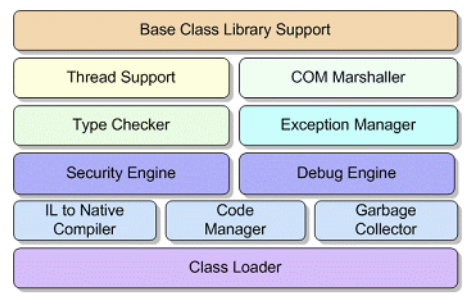 Base Class Library Support
Thread Support
COM Marshaller
Type Checker
Exception Manager
Security Engine
Debug Engine
IL to Native
Compiler
Code
Manager
Garbage
Collector
Class Loader